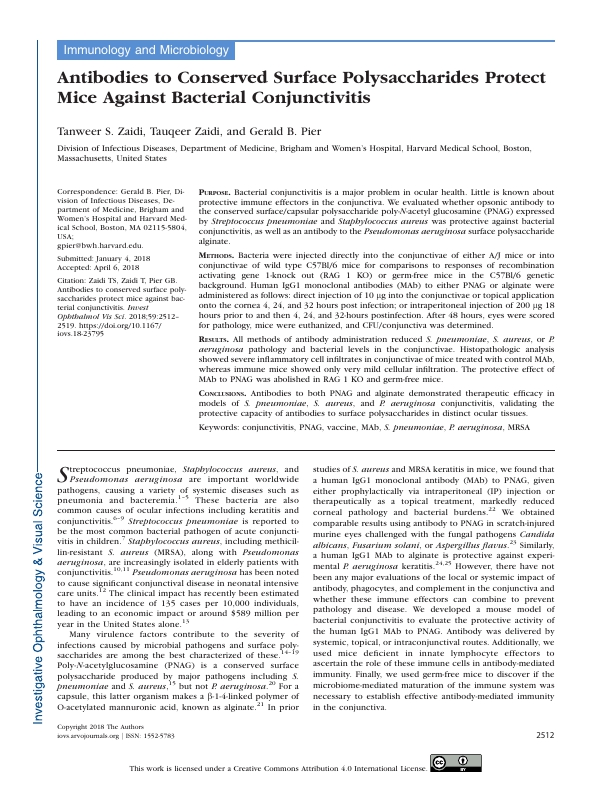 Immunology and Microbiology
Antibodies to Conserved Surface Polysaccharides Protect
Mice Against Bacterial Conjunctivitis
Tanweer S. Zaidi, Tauqeer Zaidi, and Gerald B. Pier
Division of Infectious Diseases, Department of Medicine, Brigham and Women's Hospital, Harvard Medical School, Boston,
Massachusetts, United States
Correspondence: Gerald B. Pier, Di-
vision of Infectious Diseases, De-
partment of Medicine, Brigham and
Women's Hospital and Harvard Med-
ical School, Boston, MA 02115-5804,
USA;
gpier@bwh.harvard.edu.
Submitted: January 4, 2018
Accepted: April 6, 2018
Citation: Zaidi TS, Zaidi T, Pier GB.
Antibodies to conserved surface poly-
saccharides protect mice against bac-
terial conjunctivitis. Invest
Ophthalmol Vis Sci. 2018;59:2512–
2519. https://doi.org/10.1167/
iovs.18-23795
PURPOSE. Bacterial conjunctivitis is a major problem in ocular health. Little is known about
protective immune effectors in the conjunctiva. We evaluated whether opsonic antibody to
the conserved surface/capsular polysaccharide poly-N-acetyl glucosamine (PNAG) expressed
by Streptococcus pneumoniae and Staphylococcus aureus was protective against bacterial
conjunctivitis, as well as an antibody to the Pseudomonas aeruginosa surface polysaccharide
alginate.
METHODS. Bacteria were injected directly into the conjunctivae of either A/J mice or into
conjunctivae of wild type C57Bl/6 mice for comparisons to responses of recombination
activating gene 1-knock out (RAG 1 KO) or germ-free mice in the C57Bl/6 genetic
background. Human IgG1 monoclonal antibodies (MAb) to either PNAG or alginate were
administered as follows: direct injection of 10 μg into the conjunctivae or topical application
onto the cornea 4, 24, and 32 hours post infection; or intraperitoneal injection of 200 μg 18
hours prior to and then 4, 24, and 32-hours postinfection. After 48 hours, eyes were scored
for pathology, mice were euthanized, and CFU/conjunctiva was determined.
RESULTS. All methods of antibody administration reduced S. pneumoniae, S. aureus, or P.
aeruginosa pathology and bacterial levels in the conjunctivae. Histopathologic analysis
showed severe inflammatory cell infiltrates in conjunctivae of mice treated with control MAb,
whereas immune mice showed only very mild cellular infiltration. The protective effect of
MAb to PNAG was abolished in RAG 1 KO and germ-free mice.
CONCLUSIONS. Antibodies to both PNAG and alginate demonstrated therapeutic efficacy in
models of S. pneumoniae, S. aureus, and P. aeruginosa conjunctivitis, validating the
protective capacity of antibodies to surface polysaccharides in distinct ocular tissues.
Keywords: conjunctivitis, PNAG, vaccine, MAb, S. pneumoniae, P. aeruginosa, MRSA
Streptococcus pneumoniae, Staphylococcus aureus, and
Pseudomonas aeruginosa are important worldwide
pathogens, causing a variety of systemic diseases such as
pneumonia and bacteremia.1–5 These bacteria are also
common causes of ocular infections including keratitis and
conjunctivitis.6–9 Streptococcus pneumoniae is reported to
be the most common bacterial pathogen of acute conjuncti-
vitis in children.7 Staphylococcus aureus, including methicil-
lin-resistant S. aureus (MRSA), along with Pseudomonas
aeruginosa, are increasingly isolated in elderly patients with
conjunctivitis.10,11 Pseudomonas aeruginosa has been noted
to cause significant conjunctival disease in neonatal intensive
care units.12 The clinical impact has recently been estimated
to have an incidence of 135 cases per 10,000 individuals,
leading to an economic impact or around $589 million per
year in the United States alone.13
Many virulence factors contribute to the severity of
infections caused by microbial pathogens and surface poly-
saccharides are among the best characterized of these.14–19
Poly-N-acetylglucosamine (PNAG) is a conserved surface
polysaccharide produced by major pathogens including S.
pneumoniae and S. aureus,15 but not P. aeruginosa.20 For a
capsule, this latter organism makes a β-1-4-linked polymer of
O-acetylated mannuronic acid, known as alginate.21 In prior
studies of S. aureus and MRSA keratitis in mice, we found that
a human IgG1 monoclonal antibody (MAb) to PNAG, given
either prophylactically via intraperitoneal (IP) injection or
therapeutically as a topical treatment, markedly reduced
corneal pathology and bacterial burdens.22 We obtained
comparable results using antibody to PNAG in scratch-injured
murine eyes challenged with the fungal pathogens Candida
albicans, Fusarium solani, or Aspergillus flavus.23 Similarly,
a human IgG1 MAb to alginate is protective against experi-
mental P. aeruginosa keratitis.24,25 However, there have not
been any major evaluations of the local or systemic impact of
antibody, phagocytes, and complement in the conjunctiva and
whether these immune effectors can combine to prevent
pathology and disease. We developed a mouse model of
bacterial conjunctivitis to evaluate the protective activity of
the human IgG1 MAb to PNAG. Antibody was delivered by
systemic, topical, or intraconjunctival routes. Additionally, we
used mice deficient in innate lymphocyte effectors to
ascertain the role of these immune cells in antibody-mediated
immunity. Finally, we used germ-free mice to discover if the
microbiome-mediated maturation of the immune system was
necessary to establish effective antibody-mediated immunity
in the conjunctiva.
Investigative Ophthalmology & Visual Science
Copyright 2018 The Authors
iovs.arvojournals.org | ISSN: 1552-5783
2512
This work is licensed under a Creative Commons Attribution 4.0 International License.
cc
BY